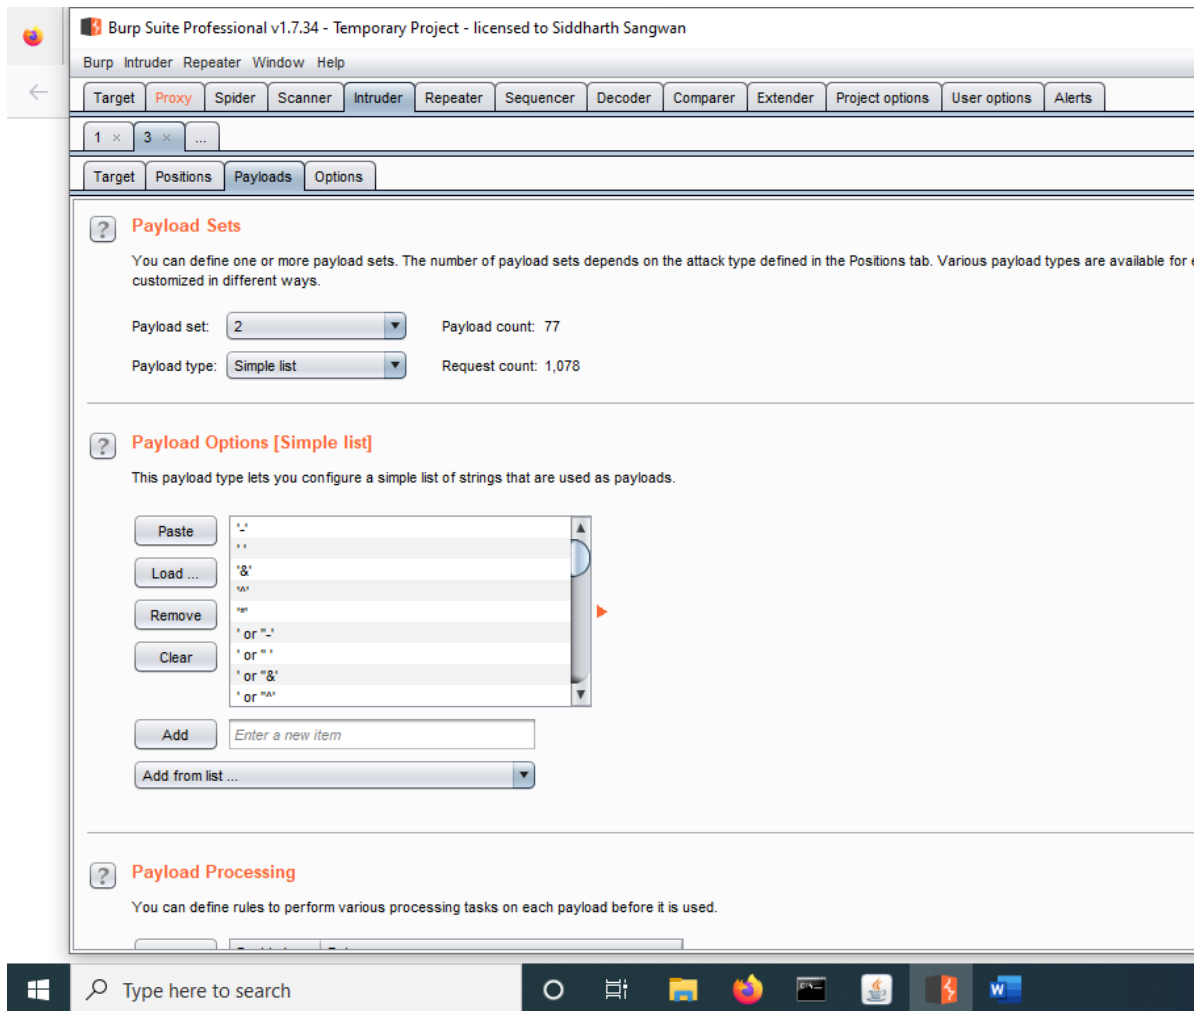 Burp Suite Professional v1.7.34 - Temporary Project - licensed to Siddharth Sangwan
Burp Intruder Repeater Window Help
Target Proxy Spider Scanner Intruder Repeater Sequencer Decoder Comparer Extender Project options User options Alerts
1 × 3 × ...
Target Positions Payloads Options
? Payload Sets
You can define one or more payload sets. The number of payload sets depends on the attack type defined in the Positions tab. Various payload types are available for e
customized in different ways.
Payload set: 2 Payload count: 77
Payload type: Simple list Request count: 1,078
? Payload Options [Simple list]
This payload type lets you configure a simple list of strings that are used as payloads.
Paste
Load ...
Remove
Clear
'-'
' '
'&'
'^'
'*'
' or ''-'
' or '' '
' or ''&'
' or ''^'
Add Enter a new item
Add from list ...
? Payload Processing
You can define rules to perform various processing tasks on each payload before it is used.
Type here to search
W